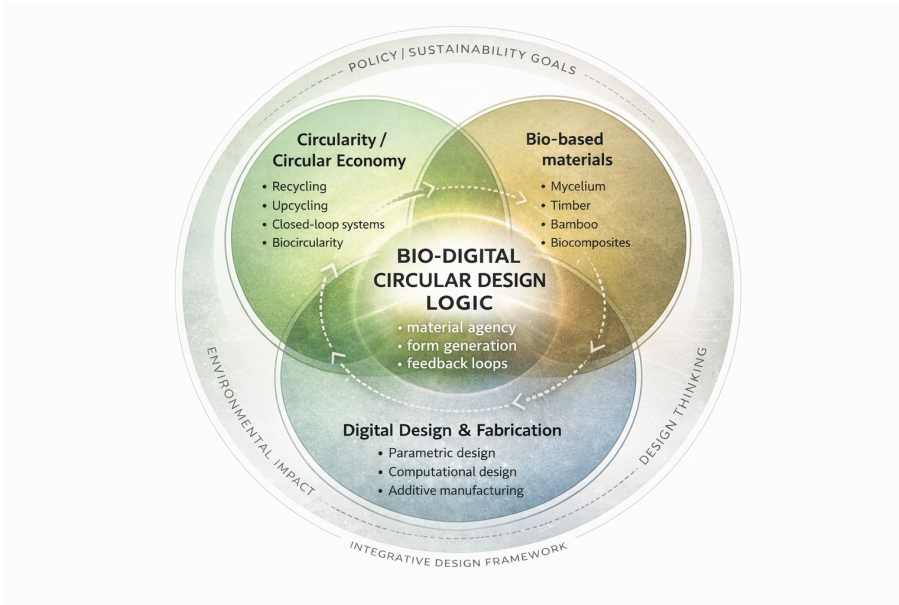 POLICY / SUSTAINABILITY GOALS
Circularity /
Circular Economy
• Recycling
• Upcycling
• Closed-loop systems
• Biocircularity
Bio-based
materials
• Mycelium
• Timber
• Bamboo
• Biocomposites
BIO-DIGITAL
CIRCULAR DESIGN
LOGIC
• material agency
• form generation
• feedback loops
Digital Design & Fabrication
• Parametric design
• Computational design
• Additive manufacturing
ENVIRONMENTAL IMPACT
DESIGN THINKING
INTEGRATIVE DESIGN FRAMEWORK